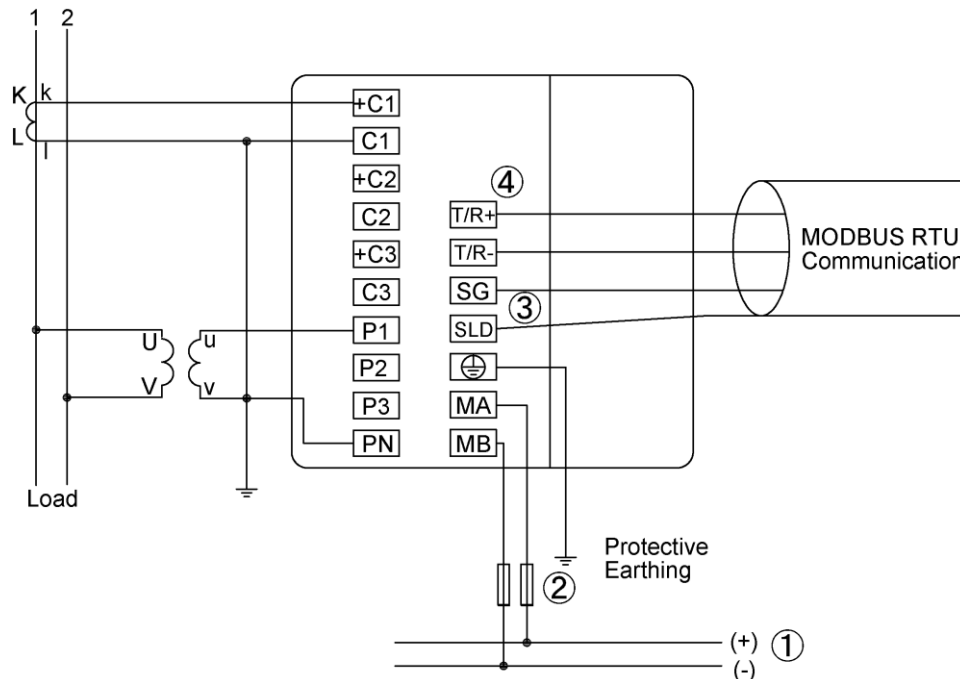 1 2
K k
L l
+C1
C1
+C2
C2
+C3
C3
P1
P2
P3
PN
④
T/R+
T/R-
SG
③
SLD
MA
MB
MODBUS RTU
Communication
U u
V v
Load
Protective
Earthing
②
(+) ①
(-)